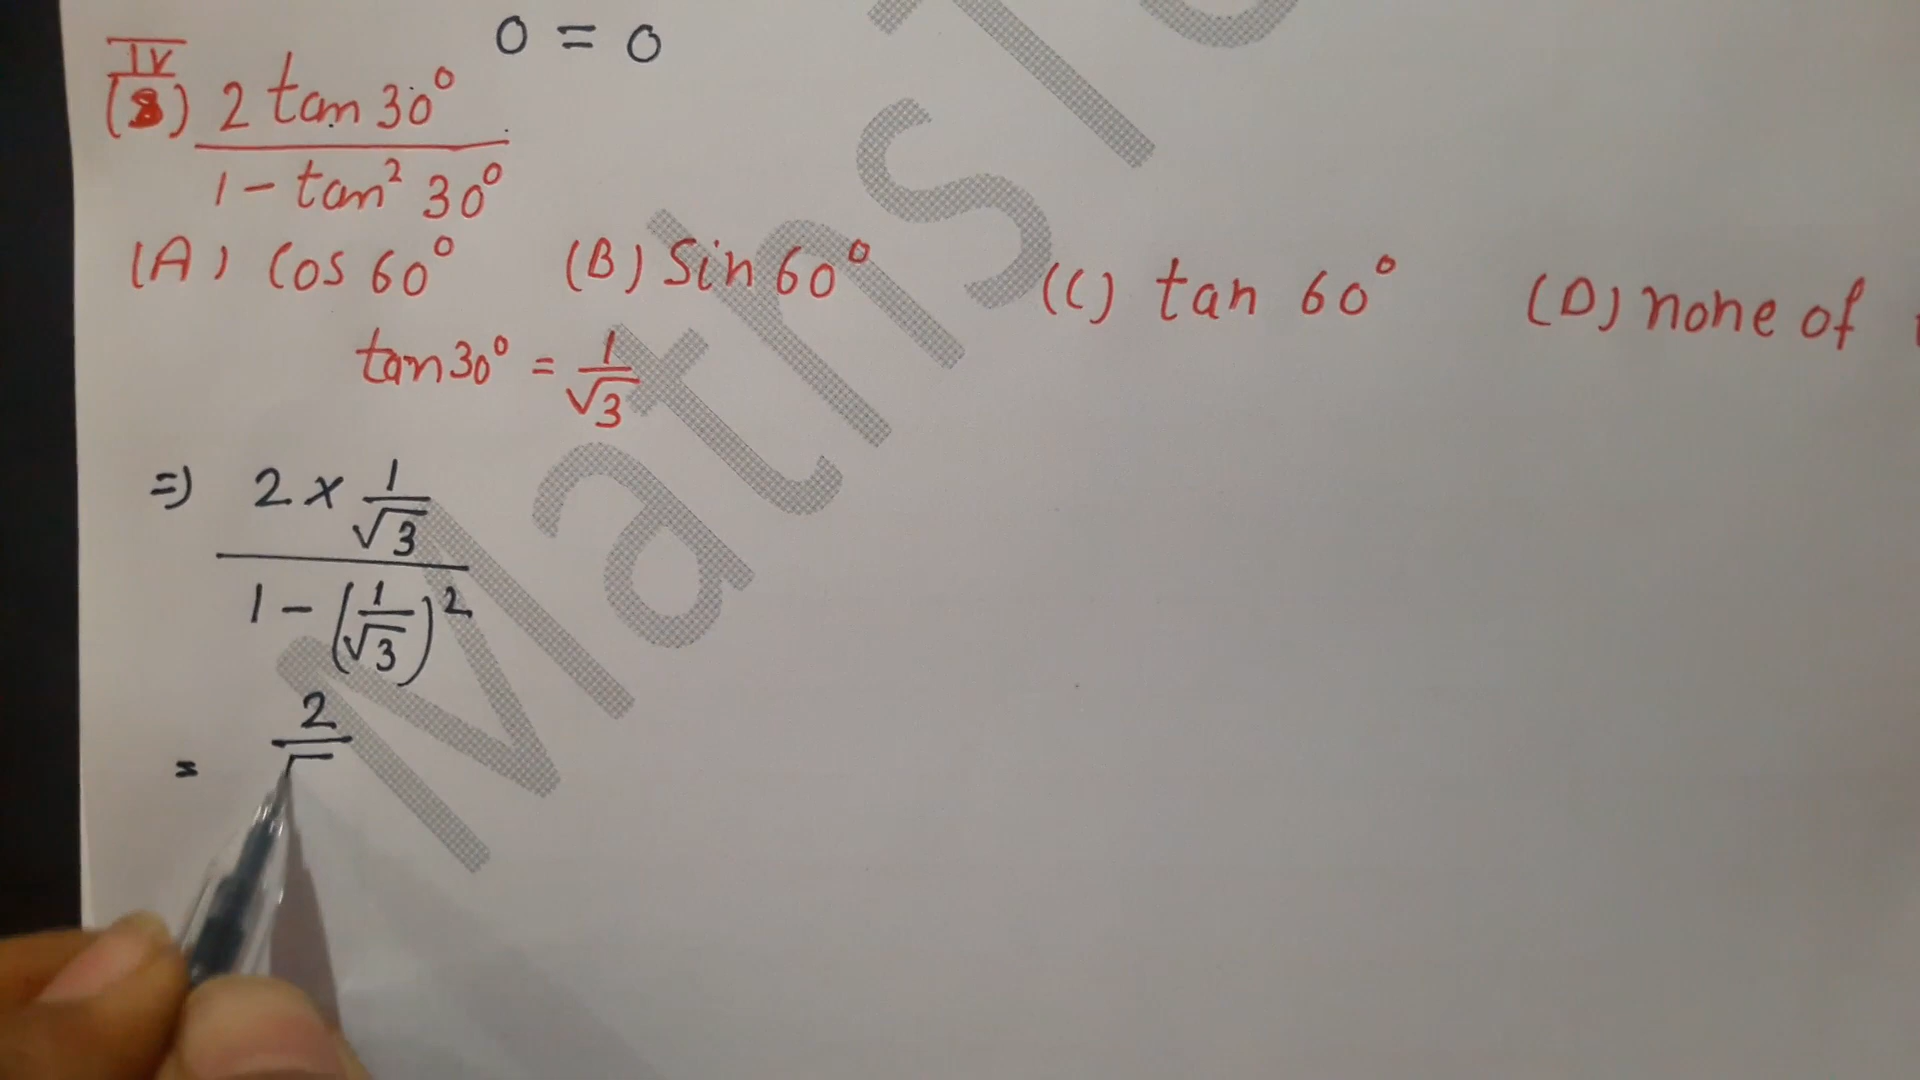 0 = 0
IV
(8) 2 tan 30°
1 - tan² 30°
(A) Cos 60° (B) Sin 60° (C) tan 60° (D) none of
tan 30° = 1/√3
=) 2 × 1/√3
1 - (1/√3)²
= 2/√
Maths